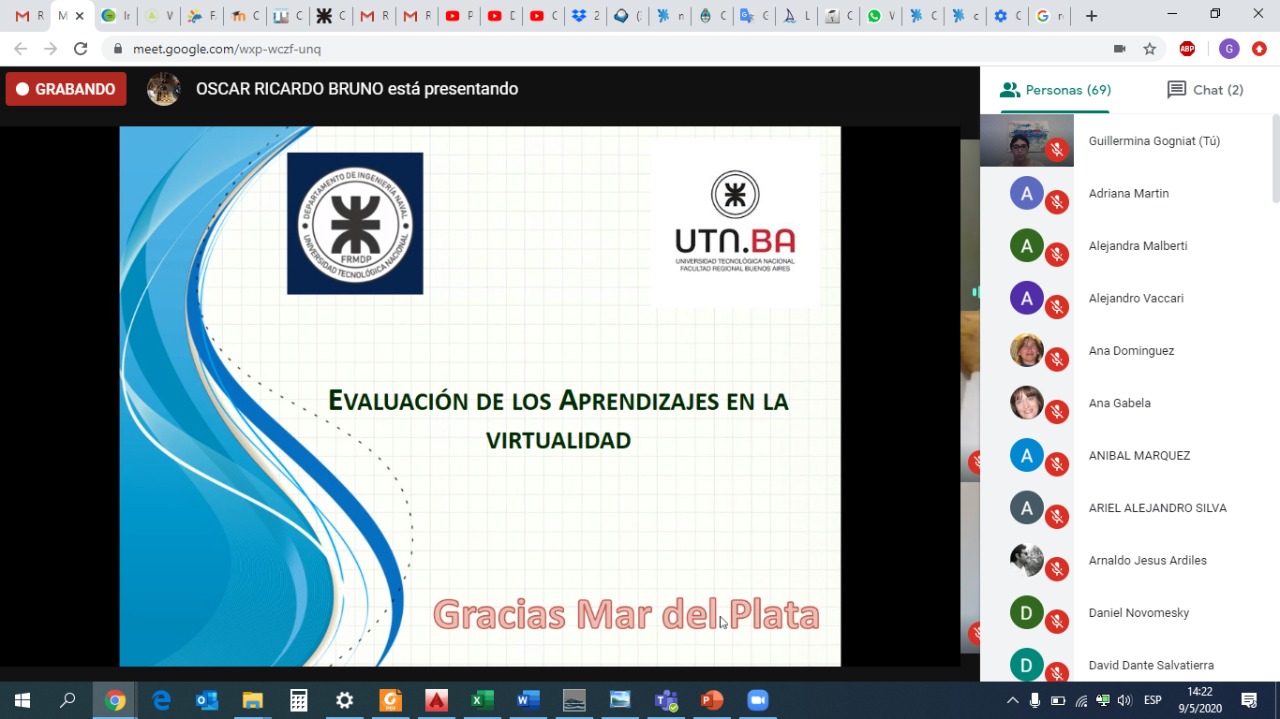 M
meet.google.com/wxp-wczf-unq
ABP
G
GRABANDO
OSCAR RICARDO BRUNO está presentando
Personas (69)
Chat (2)
DEPARTAMENTO DE INGENIERÍA NAVAL
FRMDP
UNIVERSIDAD TECNOLÓGICA NACIONAL
UTN.BA
UNIVERSIDAD TECNOLÓGICA NACIONAL
FACULTAD REGIONAL BUENOS AIRES
EVALUACIÓN DE LOS APRENDIZAJES EN LA
VIRTUALIDAD
Gracias Mar del Plata
Guillermina Gogniat (Tú)
A
Adriana Martin
A
Alejandra Malberti
A
Alejandro Vaccari
Ana Dominguez
Ana Gabela
A
ANIBAL MARQUEZ
A
ARIEL ALEJANDRO SILVA
Arnaldo Jesus Ardiles
D
Daniel Novomesky
D
David Dante Salvatierra
ESP
14:22
9/5/2020